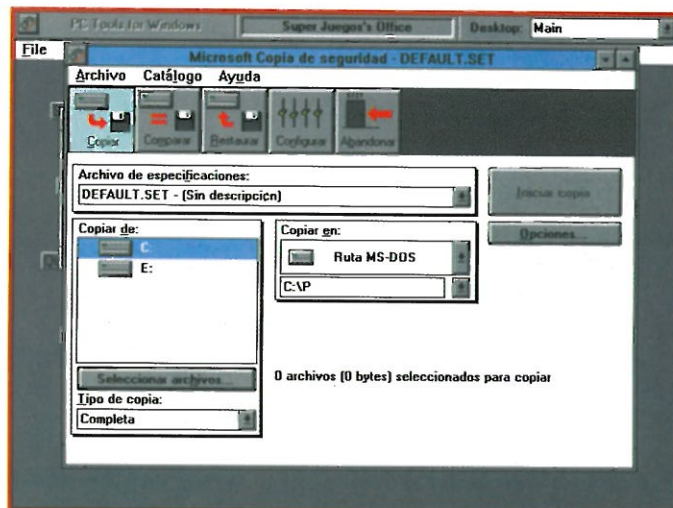 PC Tools for Windows
Super Juegos's Office
Desktop: Main
File
Microsoft Copia de seguridad - DEFAULT.SET
Archivo Catálogo Ayuda
Copiar Comparar Restaurar Configurar Abandonar
Archivo de especificaciones:
DEFAULT.SET - (Sin descripción)
Iniciar copia
Copiar de:
Copiar en:
Opciones...
C:
Ruta MS-DOS
E:
C:\P
Seleccionar archivos...
0 archivos (0 bytes) seleccionados para copiar
Tipo de copia:
Completa